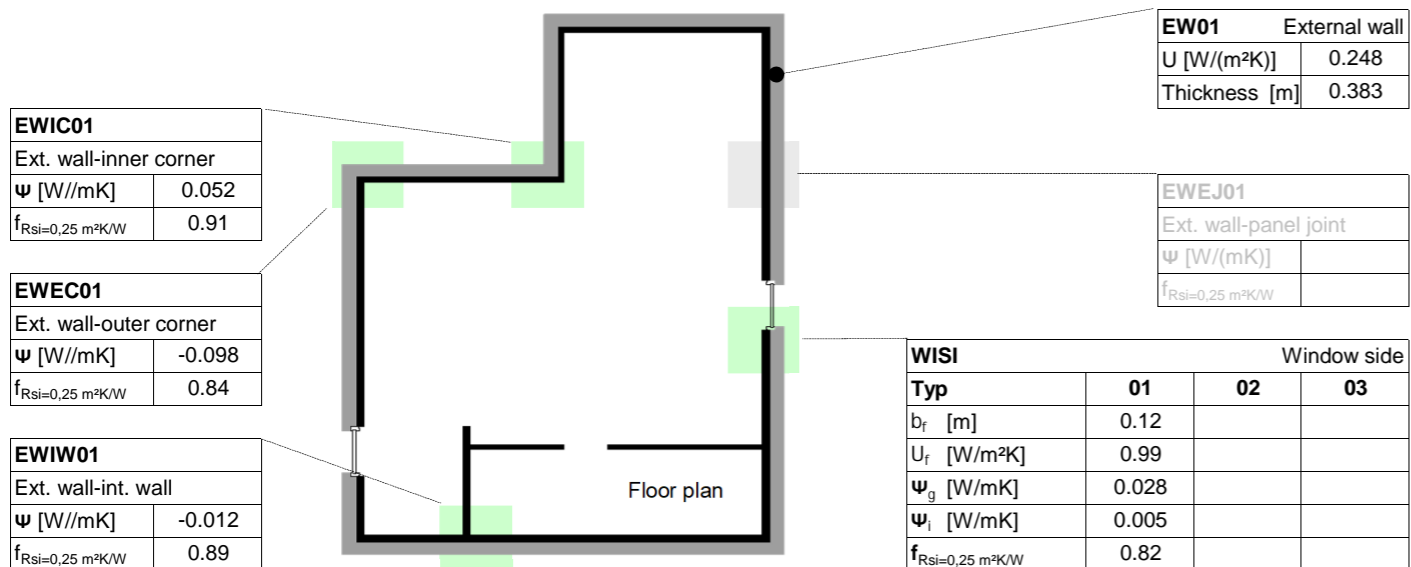 EWIC01
Ext. wall-inner corner
Ψ [W//mK] 0.052
fRsi=0,25 m²K/W 0.91
EWEC01
Ext. wall-outer corner
Ψ [W//mK] -0.098
fRsi=0,25 m²K/W 0.84
EWIW01
Ext. wall-int. wall
Ψ [W//mK] -0.012
fRsi=0,25 m²K/W 0.89
Floor plan
EW01 External wall
U [W/(m²K)] 0.248
Thickness [m] 0.383
EWEJ01
Ext. wall-panel joint
Ψ [W/(mK)]
fRsi=0,25 m²K/W
WISI Window side
Typ 01 02 03
bf [m] 0.12
Uf [W/m²K] 0.99
Ψg [W/mK] 0.028
Ψi [W/mK] 0.005
fRsi=0,25 m²K/W 0.82